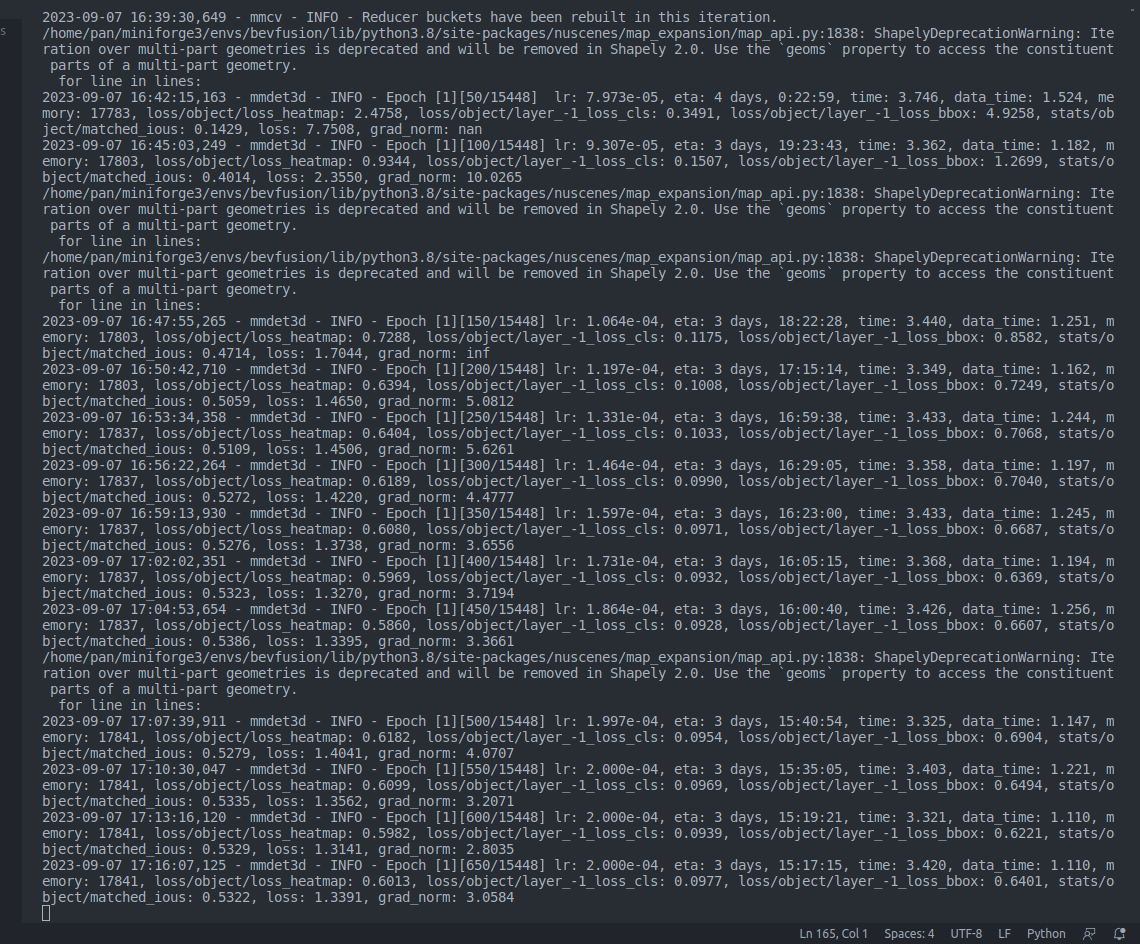 s
2023-09-07 16:39:30,649 - mmcv - INFO - Reducer buckets have been rebuilt in this iteration.
/home/pan/miniforge3/envs/bevfusion/lib/python3.8/site-packages/nuscenes/map_expansion/map_api.py:1838: ShapelyDeprecationWarning: Ite
ration over multi-part geometries is deprecated and will be removed in Shapely 2.0. Use the `geoms` property to access the constituent
 parts of a multi-part geometry.
  for line in lines:
2023-09-07 16:42:15,163 - mmdet3d - INFO - Epoch [1][50/15448]  lr: 7.973e-05, eta: 4 days, 0:22:59, time: 3.746, data_time: 1.524, me
mory: 17783, loss/object/loss_heatmap: 2.4758, loss/object/layer_-1_loss_cls: 0.3491, loss/object/layer_-1_loss_bbox: 4.9258, stats/ob
ject/matched_ious: 0.1429, loss: 7.7508, grad_norm: nan
2023-09-07 16:45:03,249 - mmdet3d - INFO - Epoch [1][100/15448] lr: 9.307e-05, eta: 3 days, 19:23:43, time: 3.362, data_time: 1.182, m
emory: 17803, loss/object/loss_heatmap: 0.9344, loss/object/layer_-1_loss_cls: 0.1507, loss/object/layer_-1_loss_bbox: 1.2699, stats/o
bject/matched_ious: 0.4014, loss: 2.3550, grad_norm: 10.0265
/home/pan/miniforge3/envs/bevfusion/lib/python3.8/site-packages/nuscenes/map_expansion/map_api.py:1838: ShapelyDeprecationWarning: Ite
ration over multi-part geometries is deprecated and will be removed in Shapely 2.0. Use the `geoms` property to access the constituent
 parts of a multi-part geometry.
  for line in lines:
/home/pan/miniforge3/envs/bevfusion/lib/python3.8/site-packages/nuscenes/map_expansion/map_api.py:1838: ShapelyDeprecationWarning: Ite
ration over multi-part geometries is deprecated and will be removed in Shapely 2.0. Use the `geoms` property to access the constituent
 parts of a multi-part geometry.
  for line in lines:
2023-09-07 16:47:55,265 - mmdet3d - INFO - Epoch [1][150/15448] lr: 1.064e-04, eta: 3 days, 18:22:28, time: 3.440, data_time: 1.251, m
emory: 17803, loss/object/loss_heatmap: 0.7288, loss/object/layer_-1_loss_cls: 0.1175, loss/object/layer_-1_loss_bbox: 0.8582, stats/o
bject/matched_ious: 0.4714, loss: 1.7044, grad_norm: inf
2023-09-07 16:50:42,710 - mmdet3d - INFO - Epoch [1][200/15448] lr: 1.197e-04, eta: 3 days, 17:15:14, time: 3.349, data_time: 1.162, m
emory: 17803, loss/object/loss_heatmap: 0.6394, loss/object/layer_-1_loss_cls: 0.1008, loss/object/layer_-1_loss_bbox: 0.7249, stats/o
bject/matched_ious: 0.5059, loss: 1.4650, grad_norm: 5.0812
2023-09-07 16:53:34,358 - mmdet3d - INFO - Epoch [1][250/15448] lr: 1.331e-04, eta: 3 days, 16:59:38, time: 3.433, data_time: 1.244, m
emory: 17837, loss/object/loss_heatmap: 0.6404, loss/object/layer_-1_loss_cls: 0.1033, loss/object/layer_-1_loss_bbox: 0.7068, stats/o
bject/matched_ious: 0.5109, loss: 1.4506, grad_norm: 5.6261
2023-09-07 16:56:22,264 - mmdet3d - INFO - Epoch [1][300/15448] lr: 1.464e-04, eta: 3 days, 16:29:05, time: 3.358, data_time: 1.197, m
emory: 17837, loss/object/loss_heatmap: 0.6189, loss/object/layer_-1_loss_cls: 0.0990, loss/object/layer_-1_loss_bbox: 0.7040, stats/o
bject/matched_ious: 0.5272, loss: 1.4220, grad_norm: 4.4777
2023-09-07 16:59:13,930 - mmdet3d - INFO - Epoch [1][350/15448] lr: 1.597e-04, eta: 3 days, 16:23:00, time: 3.433, data_time: 1.245, m
emory: 17837, loss/object/loss_heatmap: 0.6080, loss/object/layer_-1_loss_cls: 0.0971, loss/object/layer_-1_loss_bbox: 0.6687, stats/o
bject/matched_ious: 0.5276, loss: 1.3738, grad_norm: 3.6556
2023-09-07 17:02:02,351 - mmdet3d - INFO - Epoch [1][400/15448] lr: 1.731e-04, eta: 3 days, 16:05:15, time: 3.368, data_time: 1.194, m
emory: 17837, loss/object/loss_heatmap: 0.5969, loss/object/layer_-1_loss_cls: 0.0932, loss/object/layer_-1_loss_bbox: 0.6369, stats/o
bject/matched_ious: 0.5323, loss: 1.3270, grad_norm: 3.7194
2023-09-07 17:04:53,654 - mmdet3d - INFO - Epoch [1][450/15448] lr: 1.864e-04, eta: 3 days, 16:00:40, time: 3.426, data_time: 1.256, m
emory: 17837, loss/object/loss_heatmap: 0.5860, loss/object/layer_-1_loss_cls: 0.0928, loss/object/layer_-1_loss_bbox: 0.6607, stats/o
bject/matched_ious: 0.5386, loss: 1.3395, grad_norm: 3.3661
/home/pan/miniforge3/envs/bevfusion/lib/python3.8/site-packages/nuscenes/map_expansion/map_api.py:1838: ShapelyDeprecationWarning: Ite
ration over multi-part geometries is deprecated and will be removed in Shapely 2.0. Use the `geoms` property to access the constituent
 parts of a multi-part geometry.
  for line in lines:
2023-09-07 17:07:39,911 - mmdet3d - INFO - Epoch [1][500/15448] lr: 1.997e-04, eta: 3 days, 15:40:54, time: 3.325, data_time: 1.147, m
emory: 17841, loss/object/loss_heatmap: 0.6182, loss/object/layer_-1_loss_cls: 0.0954, loss/object/layer_-1_loss_bbox: 0.6904, stats/o
bject/matched_ious: 0.5279, loss: 1.4041, grad_norm: 4.0707
2023-09-07 17:10:30,047 - mmdet3d - INFO - Epoch [1][550/15448] lr: 2.000e-04, eta: 3 days, 15:35:05, time: 3.403, data_time: 1.221, m
emory: 17841, loss/object/loss_heatmap: 0.6099, loss/object/layer_-1_loss_cls: 0.0969, loss/object/layer_-1_loss_bbox: 0.6494, stats/o
bject/matched_ious: 0.5335, loss: 1.3562, grad_norm: 3.2071
2023-09-07 17:13:16,120 - mmdet3d - INFO - Epoch [1][600/15448] lr: 2.000e-04, eta: 3 days, 15:19:21, time: 3.321, data_time: 1.110, m
emory: 17841, loss/object/loss_heatmap: 0.5982, loss/object/layer_-1_loss_cls: 0.0939, loss/object/layer_-1_loss_bbox: 0.6221, stats/o
bject/matched_ious: 0.5329, loss: 1.3141, grad_norm: 2.8035
2023-09-07 17:16:07,125 - mmdet3d - INFO - Epoch [1][650/15448] lr: 2.000e-04, eta: 3 days, 15:17:15, time: 3.420, data_time: 1.110, m
emory: 17841, loss/object/loss_heatmap: 0.6013, loss/object/layer_-1_loss_cls: 0.0977, loss/object/layer_-1_loss_bbox: 0.6401, stats/o
bject/matched_ious: 0.5322, loss: 1.3391, grad_norm: 3.0584
Ln 165, Col 1 Spaces: 4 UTF-8 LF Python